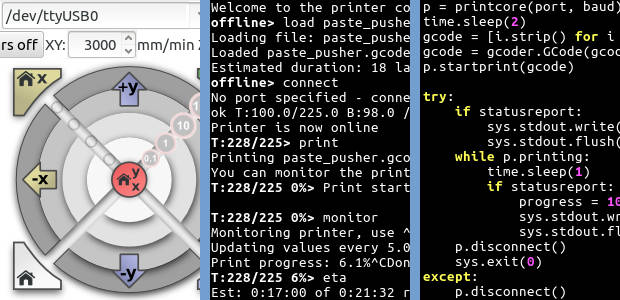 /dev/ttyUSB0
rs off XY: 3000 mm/min
x
+y
10
1
0.1
-x
y
x
-y
Welcome to the printer co
offline> load paste_pushe
Loading file: paste_pushe
Loaded paste_pusher.gcode
Estimated duration: 18 la
offline> connect
No port specified - conne
ok T:100.0/225.0 B:98.0 /
Printer is now online
T:228/225> print
Printing paste_pusher.gco
You can monitor the print
T:228/225 0%> Print start
T:228/225 0%> monitor
Monitoring printer, use ^
Updating values every 5.0
Print progress: 6.1%^CDon
T:228/225 6%> eta
Est: 0:17:00 of 0:21:32 r
p = printcore(port, baud)
time.sleep(2)
gcode = [i.strip() for i
gcode = gcoder.GCode(gcod
p.startprint(gcode)
try:
if statusreport:
sys.stdout.write(
sys.stdout.flush(
while p.printing:
time.sleep(1)
if statusreport:
progress = 10
sys.stdout.wr
sys.stdout.fl
p.disconnect()
sys.exit(0)
except:
p.disconnect()